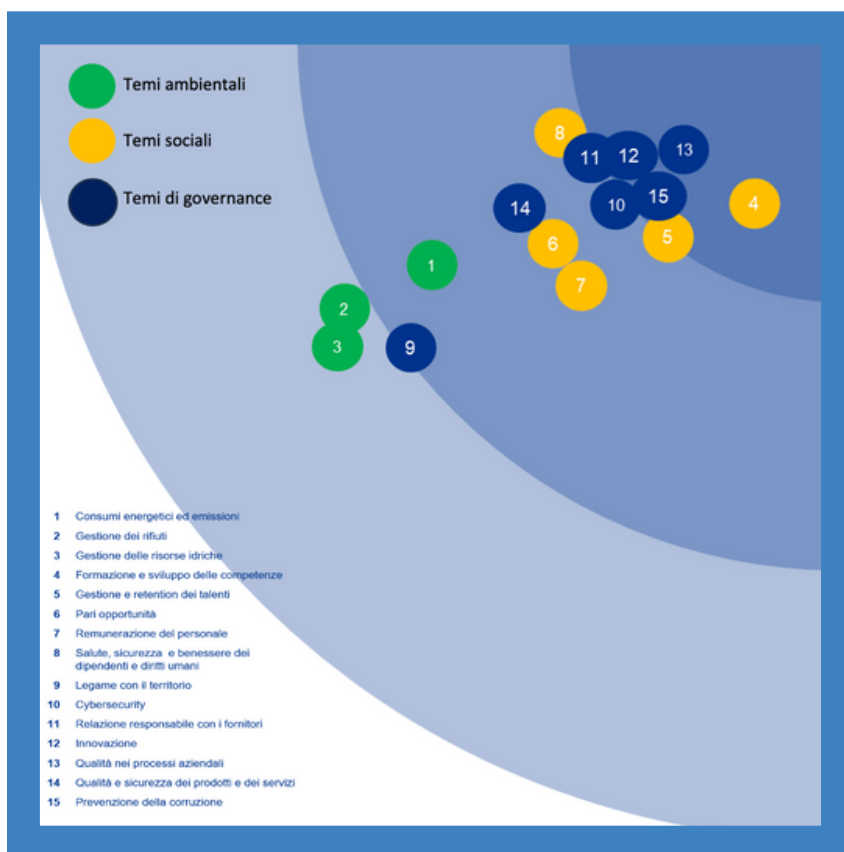 Temi ambientali
Temi sociali
Temi di governance
8
11
12
13
14
10
15
4
6
5
1
7
2
3
9
1 Consumi energetici ed emissioni
2 Gestione dei rifiuti
3 Gestione delle risorse idriche
4 Formazione e sviluppo delle competenze
5 Gestione e retention dei talenti
6 Pari opportunità
7 Remunerazione del personale
8 Salute, sicurezza e benessere dei
dipendenti e diritti umani
9 Legame con il territorio
10 Cybersecurity
11 Relazione responsabile con i fornitori
12 Innovazione
13 Qualità nei processi aziendali
14 Qualità e sicurezza dei prodotti e dei servizi
15 Prevenzione della corruzione